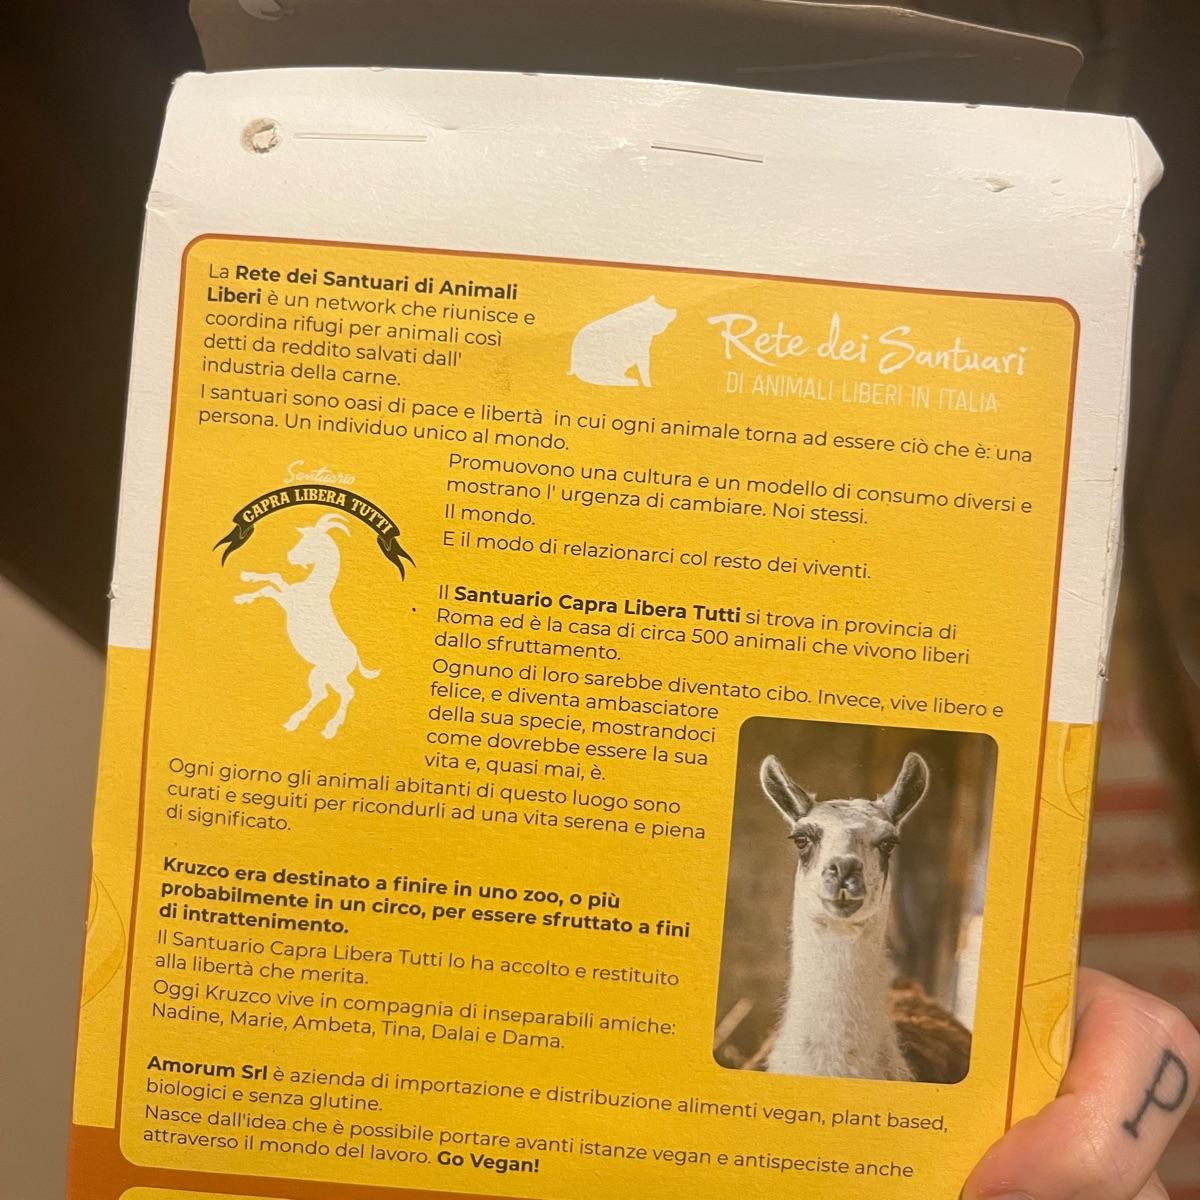 La Rete dei Santuari di Animali
Liberi è un network che riunisce e
coordina rifugi per animali così
detti da reddito salvati dall'
industria della carne.
Rete dei Santuari
DI ANIMALI LIBERI IN ITALIA
I santuari sono oasi di pace e libertà in cui ogni animale torna ad essere ciò che è: una
persona. Un individuo unico al mondo.
Santuario
CAPRA LIBERA TUTTI
Promuovono una cultura e un modello di consumo diversi e
mostrano l' urgenza di cambiare. Noi stessi.
Il mondo.
E il modo di relazionarci col resto dei viventi.
Il Santuario Capra Libera Tutti si trova in provincia di
Roma ed è la casa di circa 500 animali che vivono liberi
dallo sfruttamento.
Ognuno di loro sarebbe diventato cibo. Invece, vive libero e
felice, e diventa ambasciatore
della sua specie, mostrandoci
come dovrebbe essere la sua
vita e, quasi mai, è.
Ogni giorno gli animali abitanti di questo luogo sono
curati e seguiti per ricondurli ad una vita serena e piena
di significato.
Kruzco era destinato a finire in uno zoo, o più
probabilmente in un circo, per essere sfruttato a fini
di intrattenimento.
Il Santuario Capra Libera Tutti lo ha accolto e restituito
alla libertà che merita.
Oggi Kruzco vive in compagnia di inseparabili amiche:
Nadine, Marie, Ambeta, Tina, Dalai e Dama.
Amorum Srl è azienda di importazione e distribuzione alimenti vegan, plant based,
biologici e senza glutine.
Nasce dall'idea che è possibile portare avanti istanze vegan e antispeciste anche
attraverso il mondo del lavoro. Go Vegan!
P